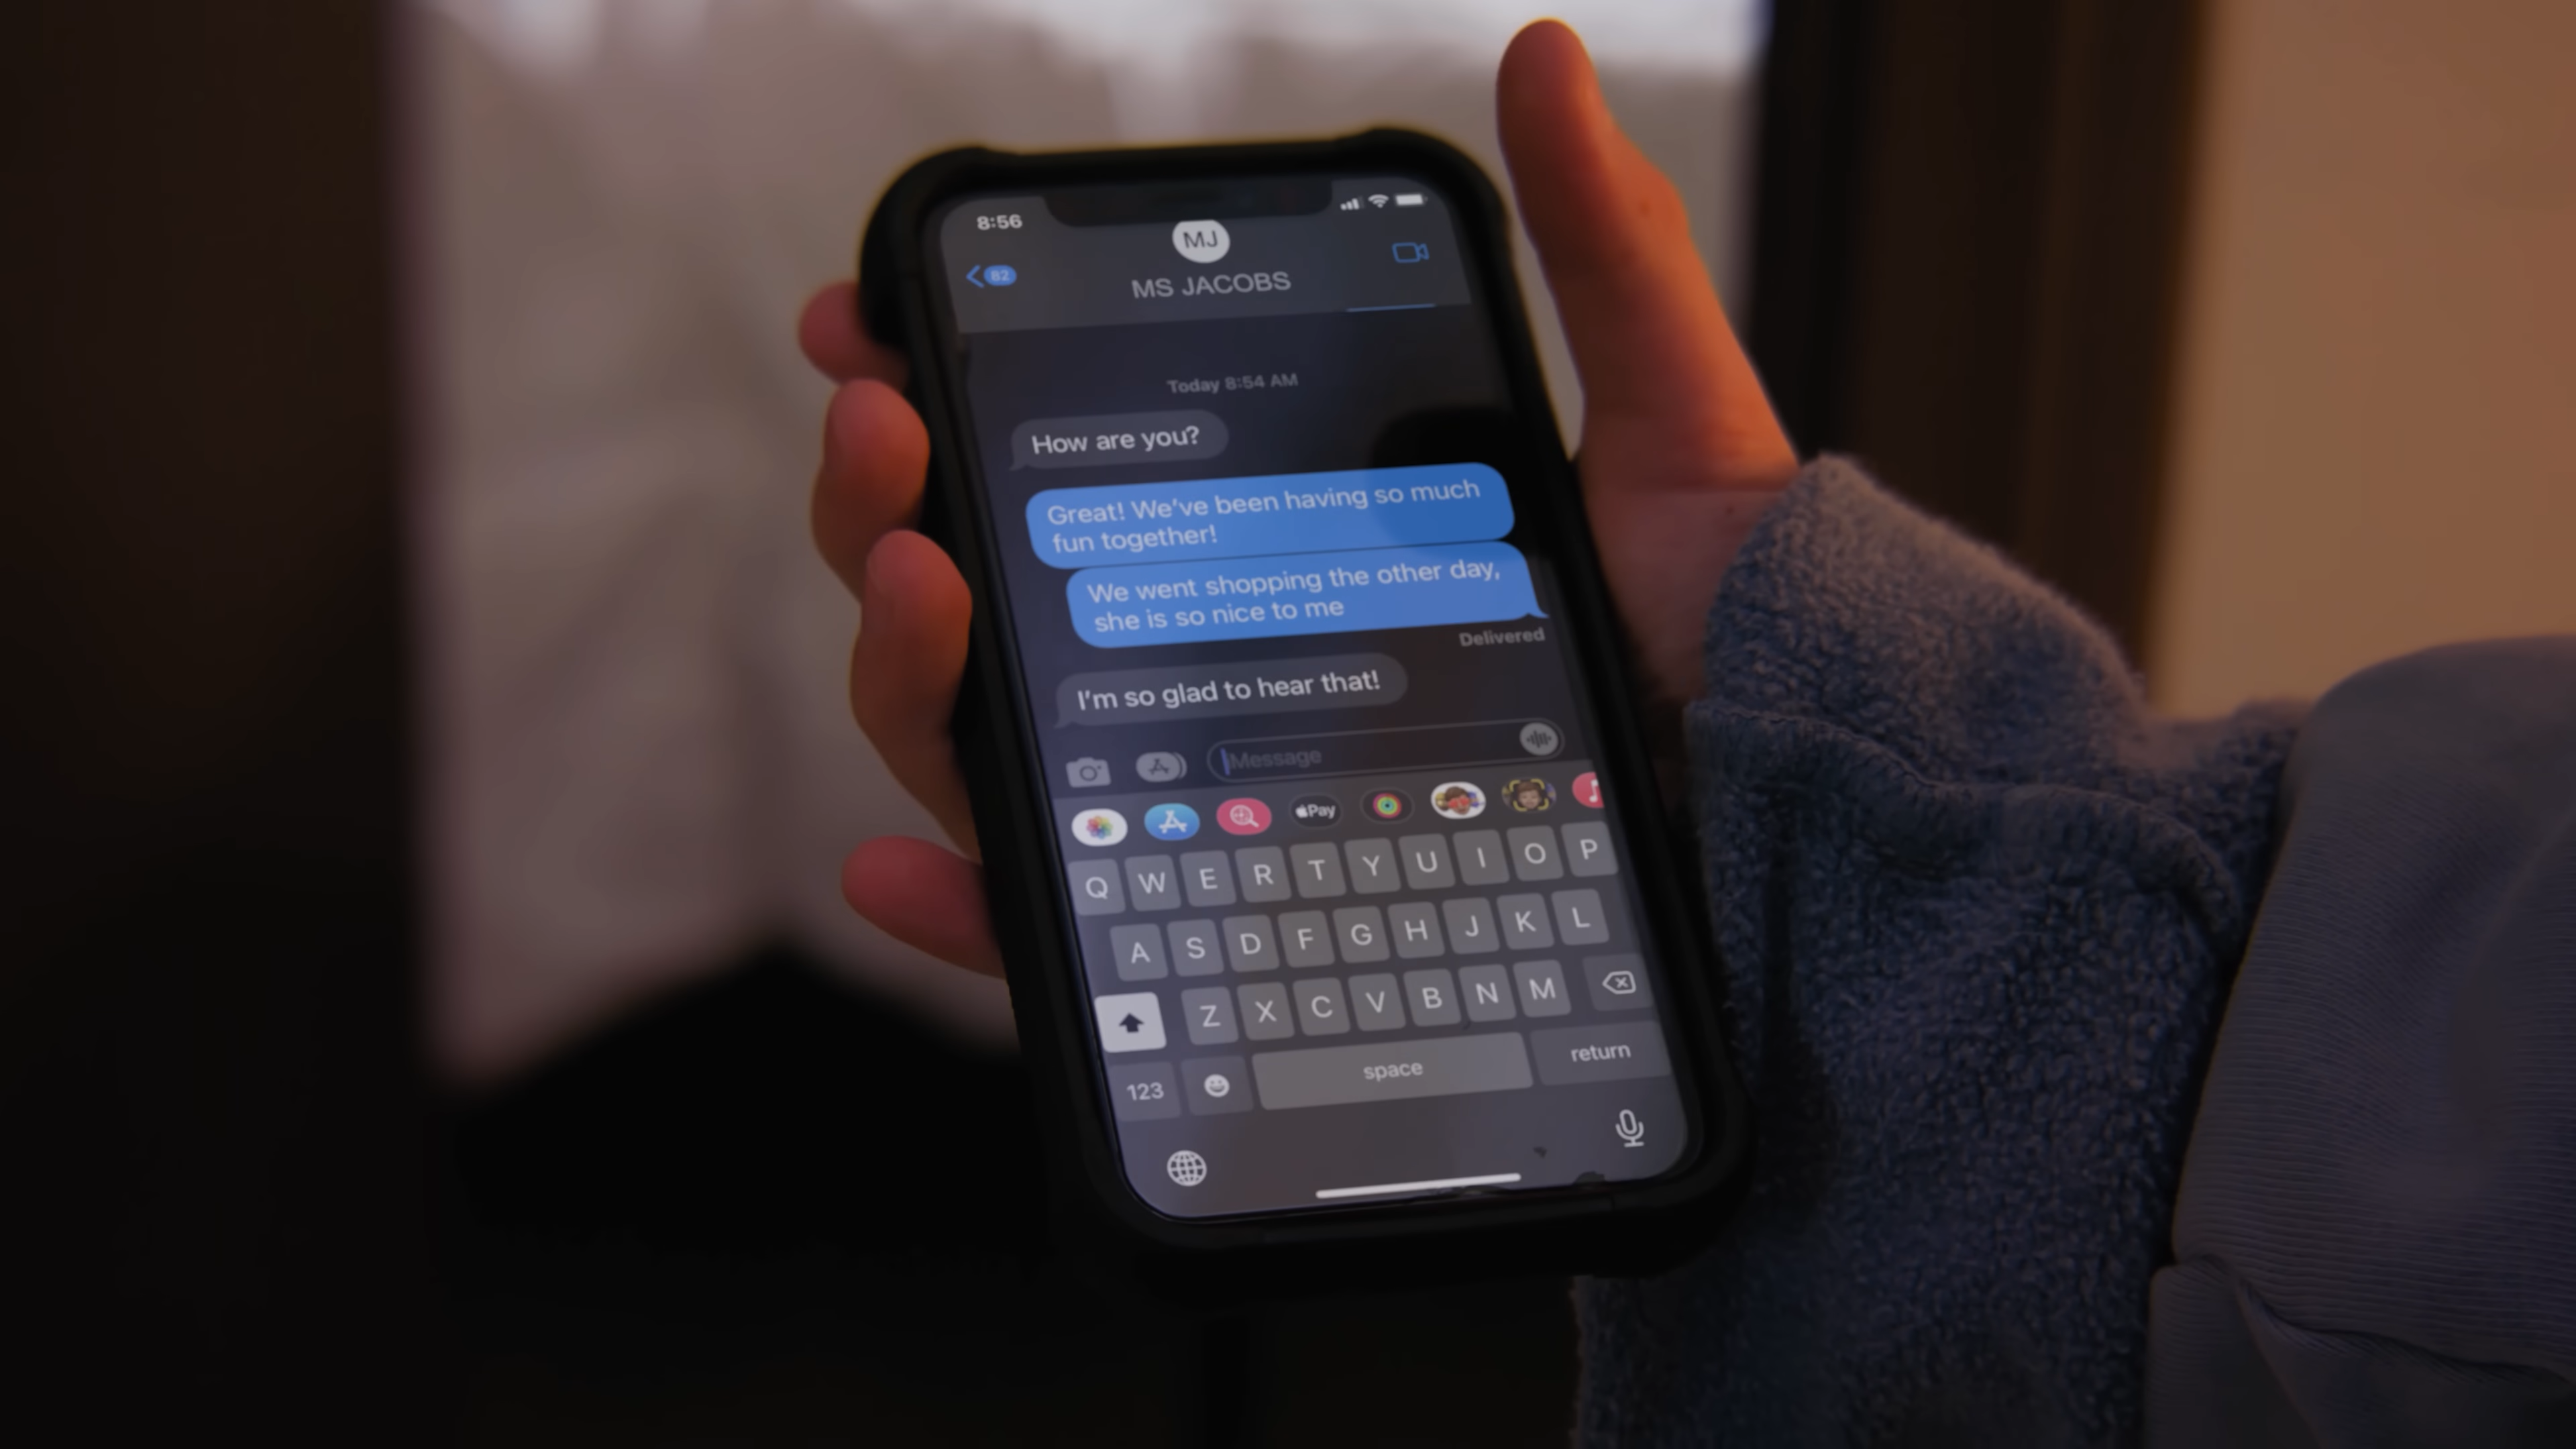 8:56
MJ
82
MS JACOBS
Today 8:54 AM
How are you?
Great! We've been having so much
fun together!
We went shopping the other day,
she is so nice to me
Delivered
I'm so glad to hear that!
Message
Pay
Q W E R T Y U I O P
A S D F G H J K L
Z X C V B N M
123
space
return